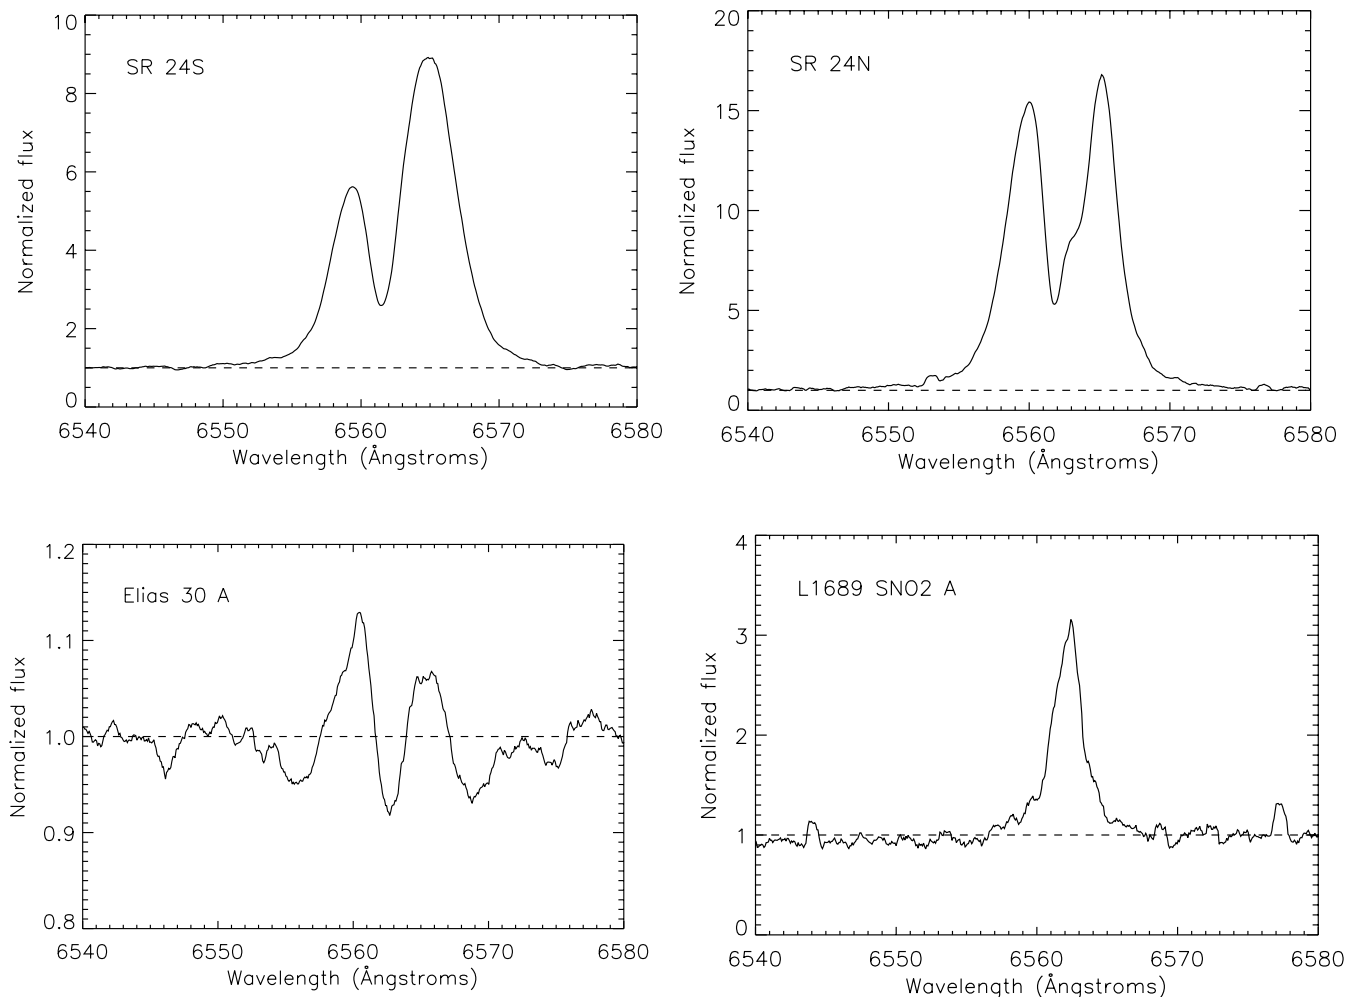 10
8
6
4
2
0
SR 24S
Normalized flux
6540 6550 6560 6570 6580
Wavelength (Ångstroms)
20
15
10
5
0
SR 24N
Normalized flux
6540 6550 6560 6570 6580
Wavelength (Ångstroms)
1.2
1.1
1.0
0.9
0.8
Elias 30 A
Normalized flux
6540 6550 6560 6570 6580
Wavelength (Ångstroms)
4
3
2
1
0
L1689 SNO2 A
Normalized flux
6540 6550 6560 6570 6580
Wavelength (Ångstroms)